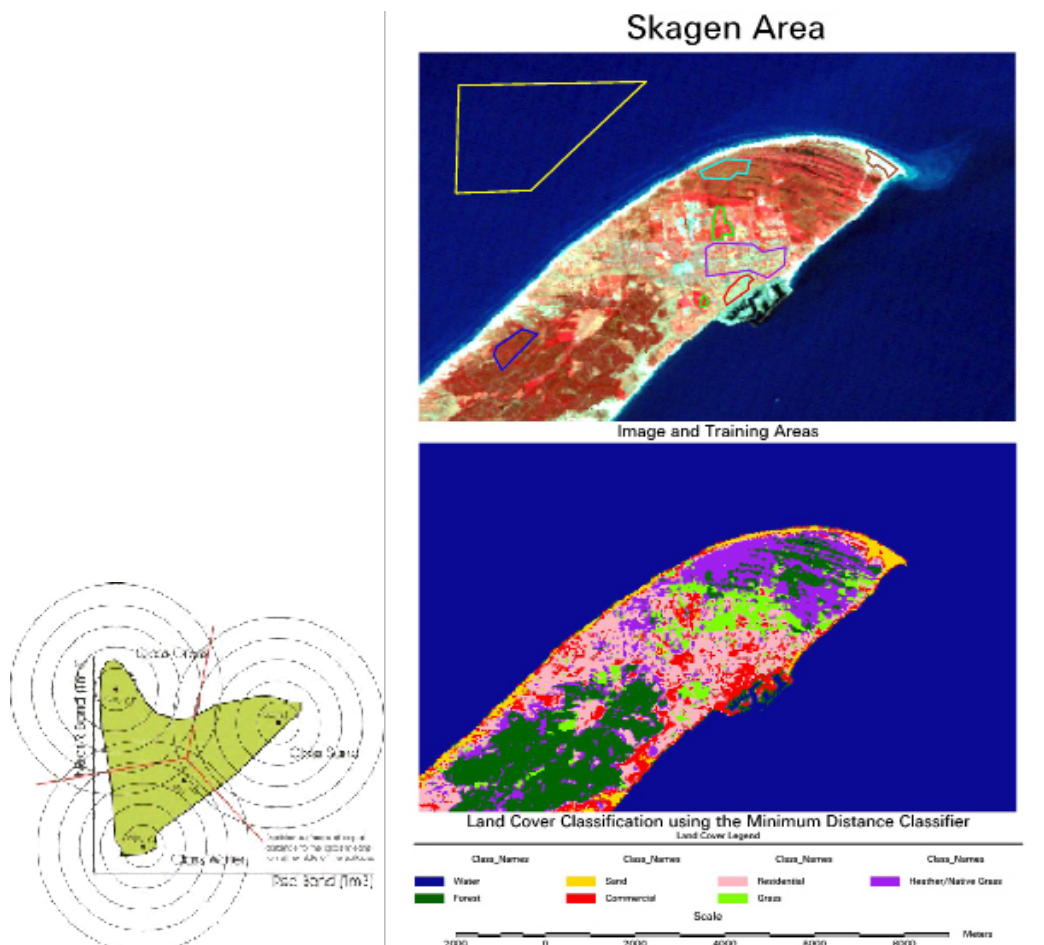 Skagen Area
Image and Training Areas
Land Cover Classification using the Minimum Distance Classifier
Land Cover Legend
Class_Names Class_Names Class_Names Class_Names
Water Sand Residential Heather/Native Grass
Forest Commercial Grass
Scale
2000 0 2000 4000 6000 8000 Meters
Class Sand
Class Water
Red Band (Tm3)